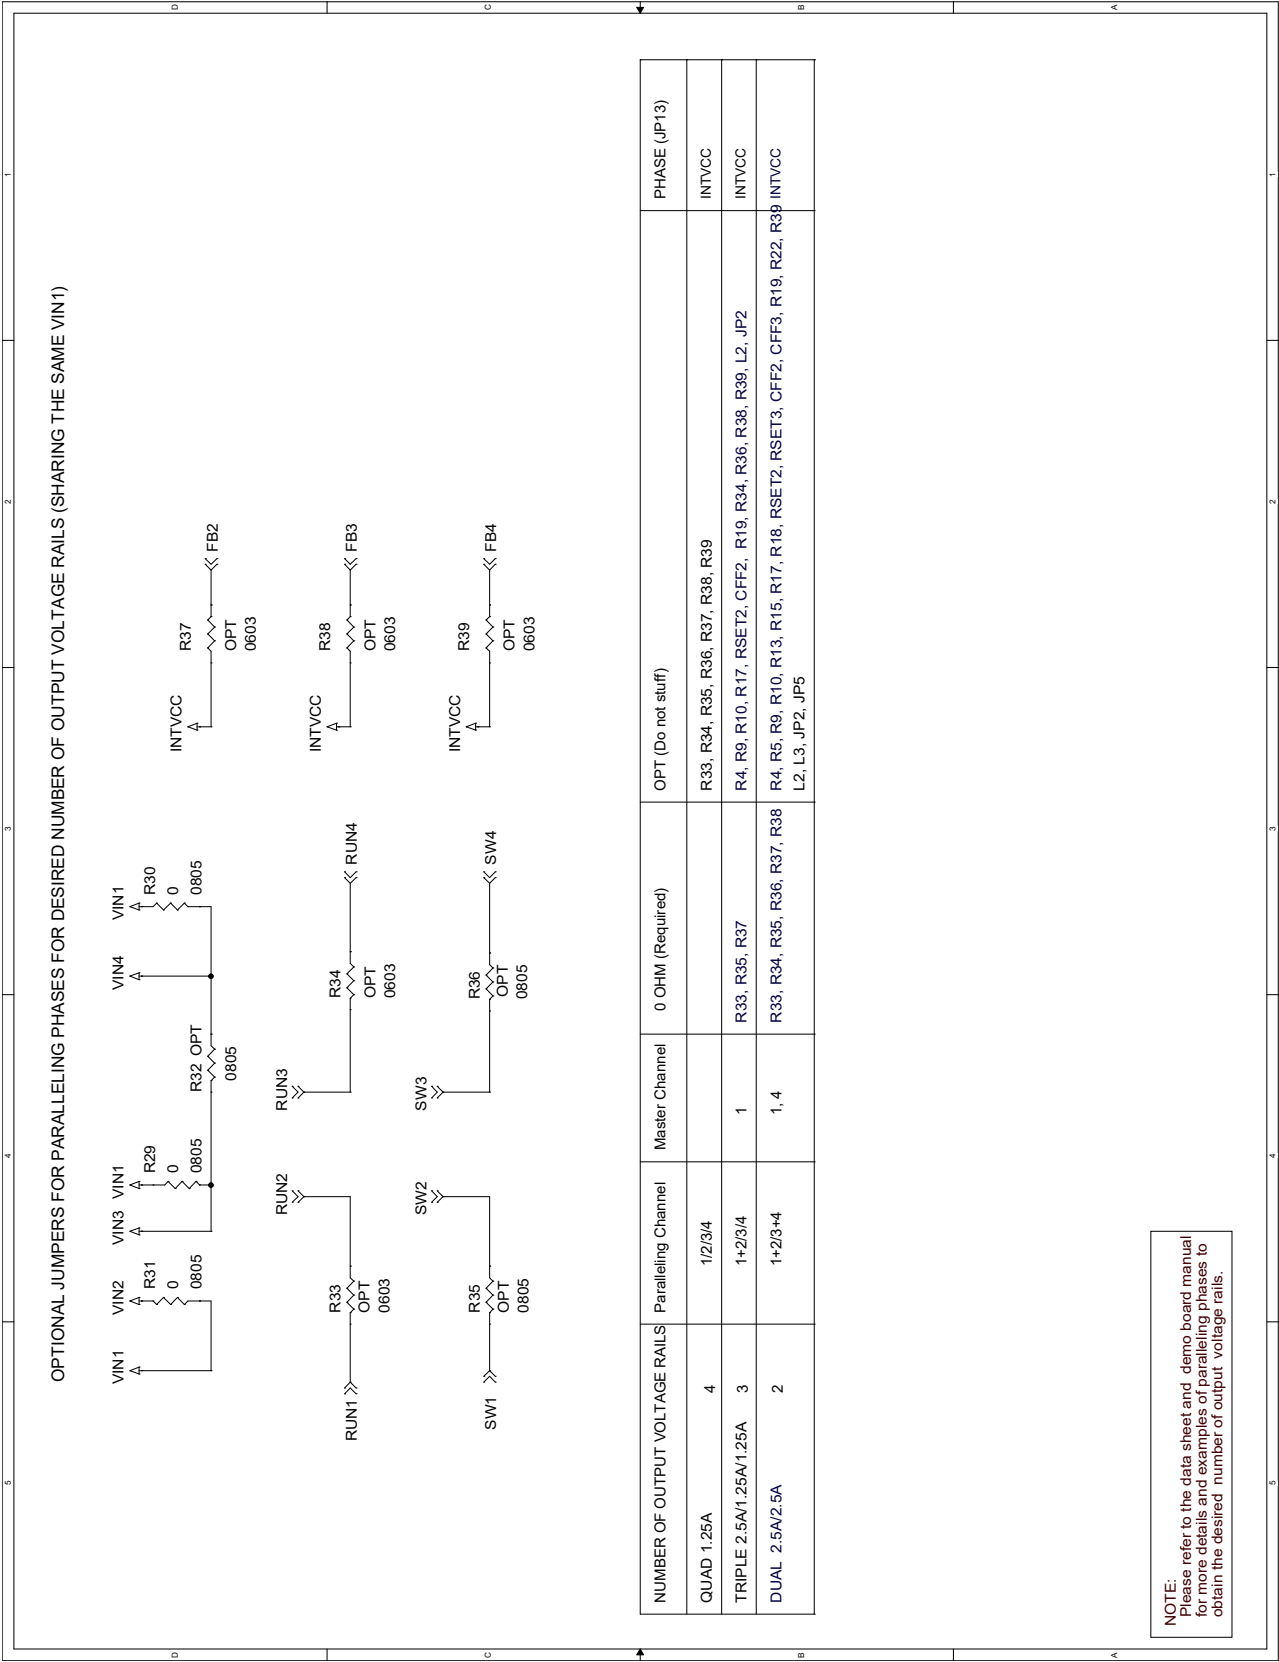 5
4
3
2
1
D
C
B
A
OPTIONAL JUMPERS FOR PARALLELING PHASES FOR DESIRED NUMBER OF OUTPUT VOLTAGE RAILS (SHARING THE SAME VIN1)
VIN1
VIN2
R31
0
0805
VIN3
VIN1
R29
0
0805
R32 OPT
0805
VIN4
VIN1
R30
0
0805
INTVCC
R37
OPT
0603
FB2
RUN1
R33
OPT
0603
RUN2
RUN3
R34
OPT
0603
RUN4
INTVCC
R38
OPT
0603
FB3
SW1
R35
OPT
0805
SW2
SW3
R36
OPT
0805
SW4
INTVCC
R39
OPT
0603
FB4
NUMBER OF OUTPUT VOLTAGE RAILS Paralleling Channel Master Channel 0 OHM (Required) OPT (Do not stuff) PHASE (JP13)
QUAD 1.25A 4 1/2/3/4 R33, R34, R35, R36, R37, R38, R39 INTVCC
TRIPLE 2.5A/1.25A/1.25A 3 1+2/3/4 1 R33, R35, R37 R4, R9, R10, R17, RSET2, CFF2, R19, R34, R36, R38, R39, L2, JP2 INTVCC
DUAL 2.5A/2.5A 2 1+2/3+4 1, 4 R33, R34, R35, R36, R37, R38 R4, R5, R9, R10, R13, R15, R17, R18, RSET2, RSET3, CFF2, CFF3, R19, R22, R39 INTVCC
L2, L3, JP2, JP5
NOTE:
Please refer to the data sheet and demo board manual
for more details and examples of paralleling phases to
obtain the desired number of output voltage rails.
5
4
3
2
1
D
C
B
A